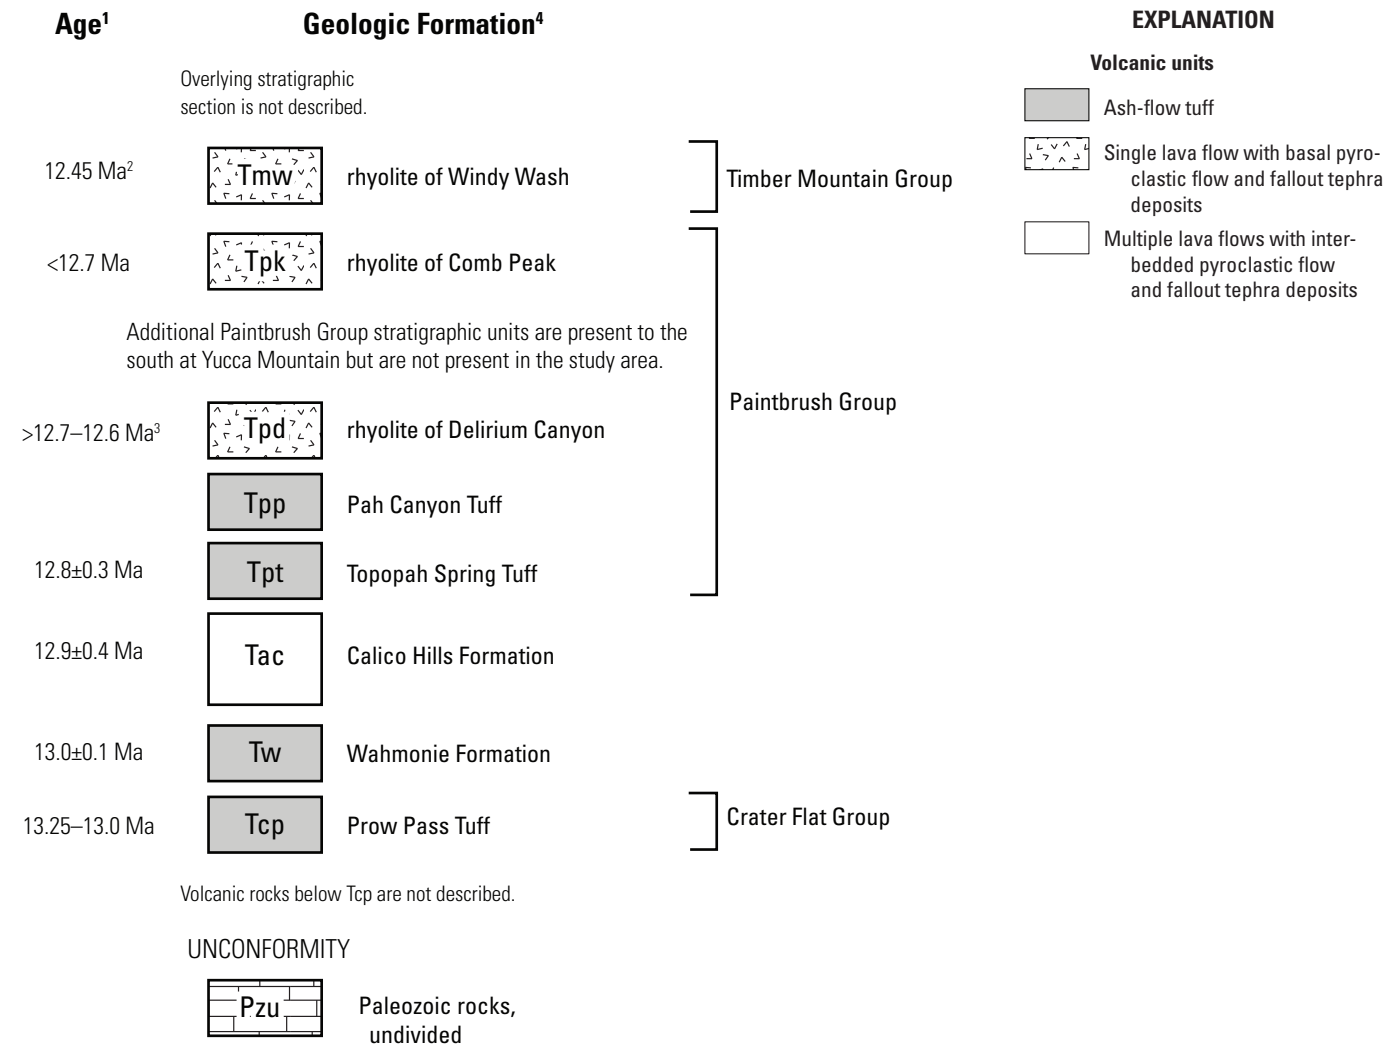 Age¹
Geologic Formation⁴
EXPLANATION
Volcanic units
Ash-flow tuff
Single lava flow with basal pyro-
clastic flow and fallout tephra
deposits
Multiple lava flows with inter-
bedded pyroclastic flow
and fallout tephra deposits
Overlying stratigraphic
section is not described.
12.45 Ma²
Tmw
rhyolite of Windy Wash
Timber Mountain Group
<12.7 Ma
Tpk
rhyolite of Comb Peak
Additional Paintbrush Group stratigraphic units are present to the
south at Yucca Mountain but are not present in the study area.
Paintbrush Group
>12.7–12.6 Ma³
Tpd
rhyolite of Delirium Canyon
Tpp
Pah Canyon Tuff
12.8±0.3 Ma
Tpt
Topopah Spring Tuff
12.9±0.4 Ma
Tac
Calico Hills Formation
13.0±0.1 Ma
Tw
Wahmonie Formation
13.25–13.0 Ma
Tcp
Prow Pass Tuff
Crater Flat Group
Volcanic rocks below Tcp are not described.
UNCONFORMITY
Pzu
Paleozoic rocks,
undivided